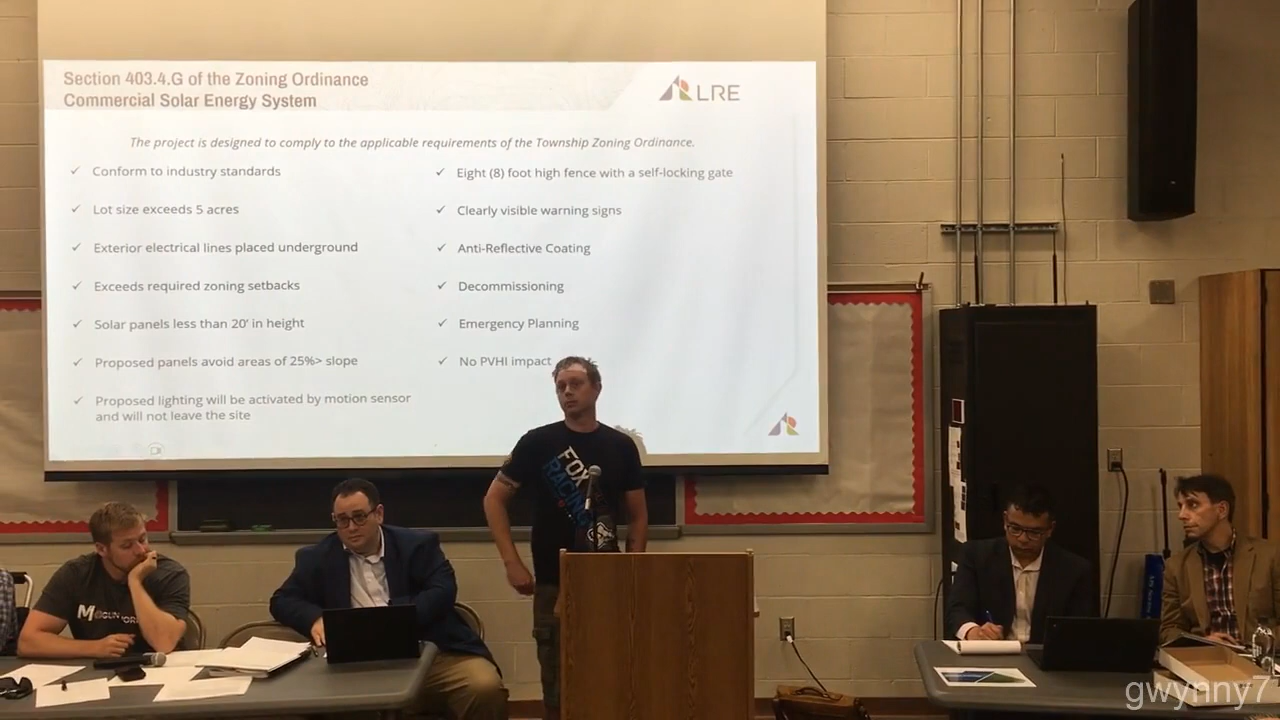 Section 403.4.G of the Zoning Ordinance
Commercial Solar Energy System
LRE
The project is designed to comply to the applicable requirements of the Township Zoning Ordinance.
✓ Conform to industry standards
✓ Lot size exceeds 5 acres
✓ Exterior electrical lines placed underground
✓ Exceeds required zoning setbacks
✓ Solar panels less than 20' in height
✓ Proposed panels avoid areas of 25%> slope
✓ Proposed lighting will be activated by motion sensor
and will not leave the site
✓ Eight (8) foot high fence with a self-locking gate
✓ Clearly visible warning signs
✓ Anti-Reflective Coating
✓ Decommissioning
✓ Emergency Planning
✓ No PVHI impact
FOX
RACING
gwynny7